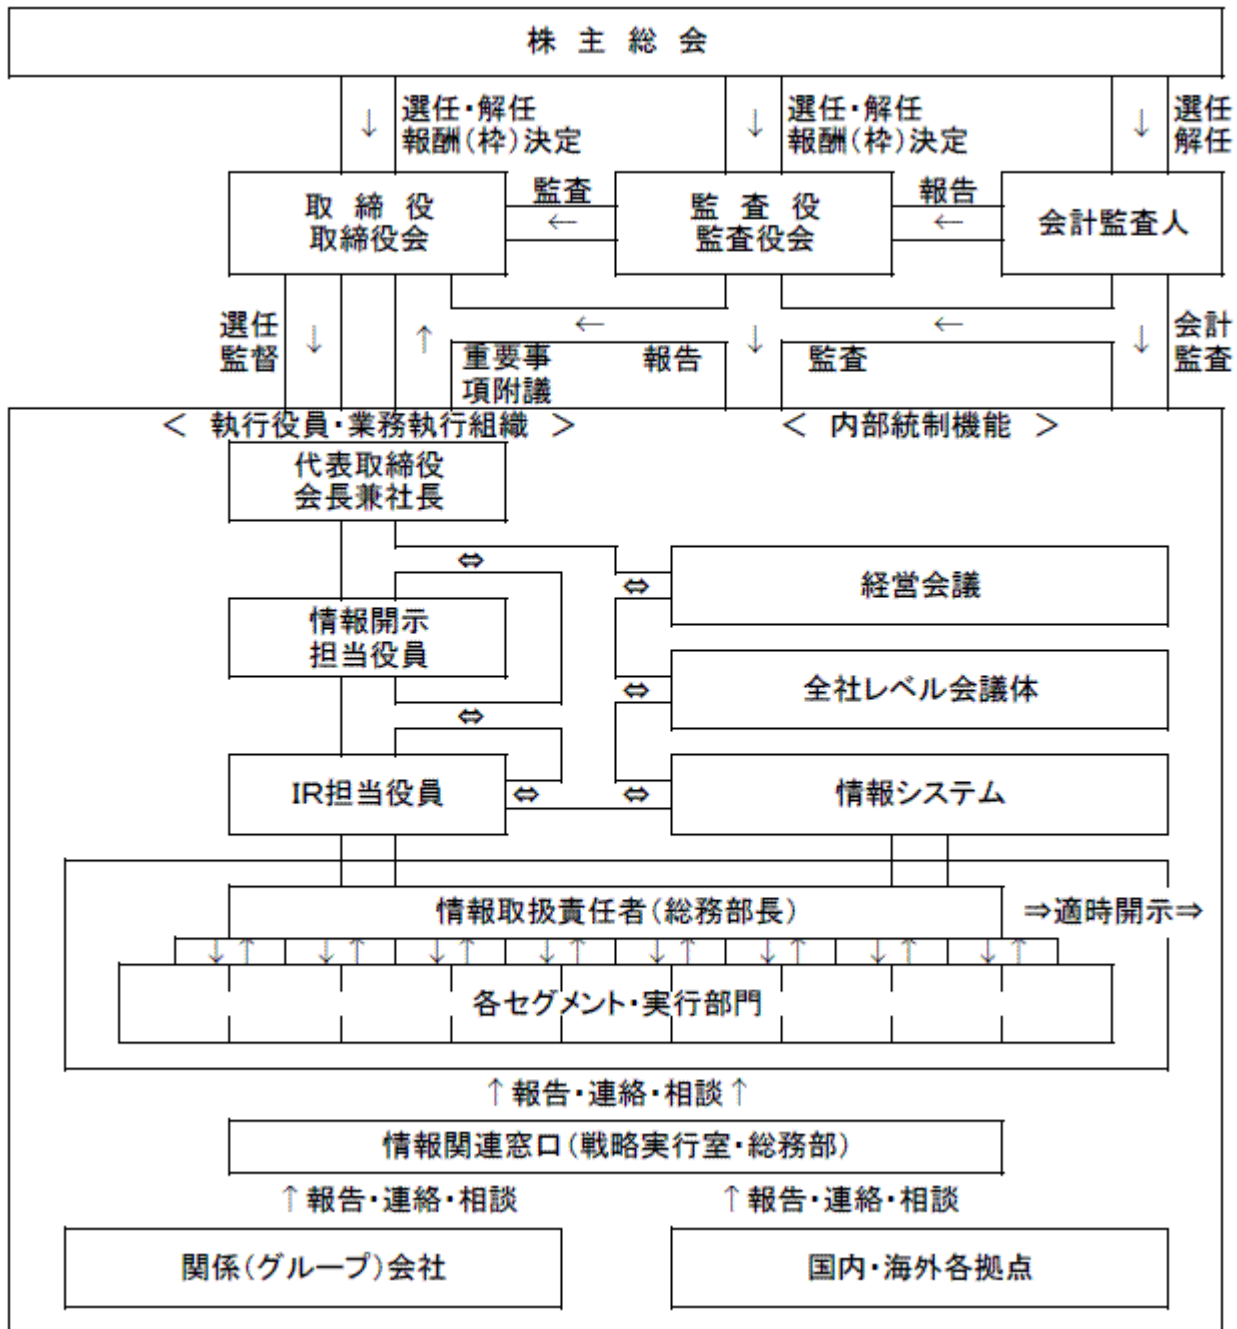 株 主 総 会
↓ 選任・解任
報酬(枠)決定
↓ 選任・解任
報酬(枠)決定
↓ 選任
解任
取 締 役
取締役会
監査
←
監 査 役
監査役会
報告
←
会計監査人
選任
監督
↓
↑
重要事
項附議
←
報告
↓
←
監査
↓
会計
監査
< 執行役員・業務執行組織 >
< 内部統制機能 >
代表取締役
会長兼社長
⇔
⇔
経営会議
情報開示
担当役員
⇔
全社レベル会議体
⇔
IR担当役員
⇔
⇔
情報システム
情報取扱責任者(総務部長)
⇒適時開示⇒
↓↑ ↓↑ ↓↑ ↓↑ ↓↑ ↓↑ ↓↑ ↓↑
各セグメント・実行部門
↑報告・連絡・相談↑
情報関連窓口(戦略実行室・総務部)
↑報告・連絡・相談
↑報告・連絡・相談
関係(グループ)会社
国内・海外各拠点